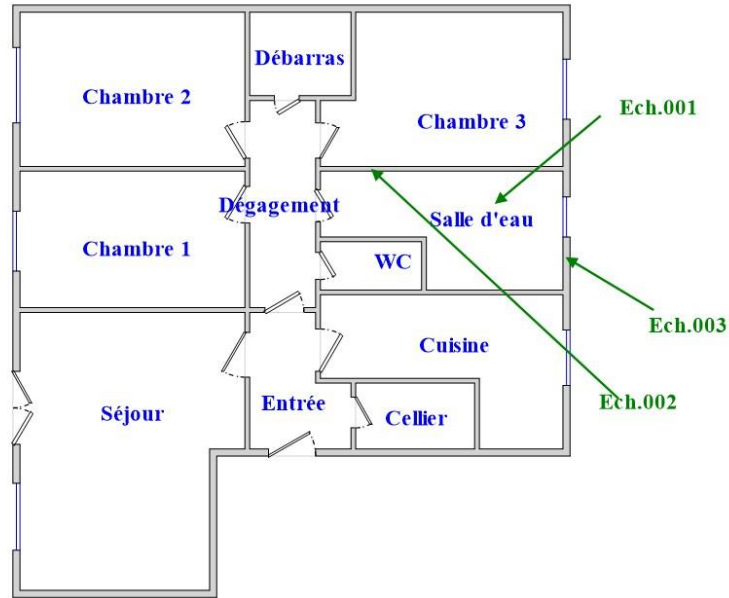 Débarras
Chambre 2
Chambre 3
Ech.001
Dégagement
Salle d'eau
Chambre 1
WC
Ech.003
Cuisine
Ech.002
Entrée
Séjour
Cellier